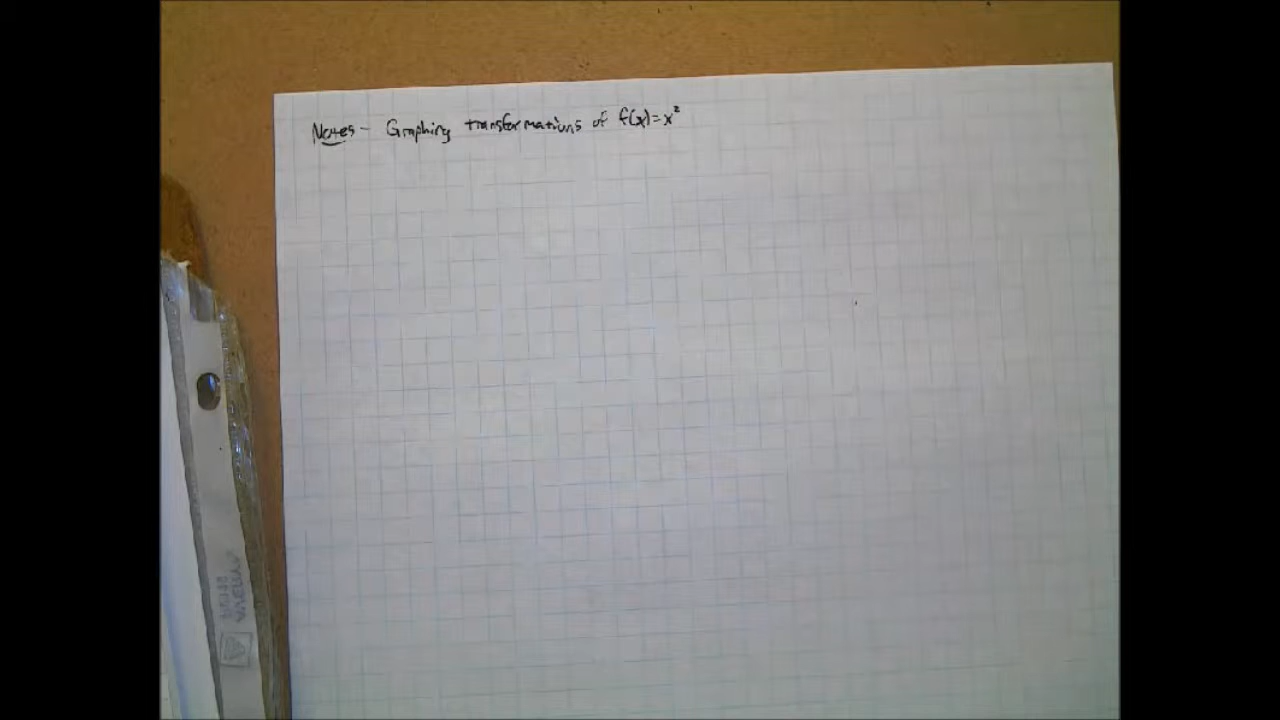 Notes - Graphing transformations of f(x)=x²